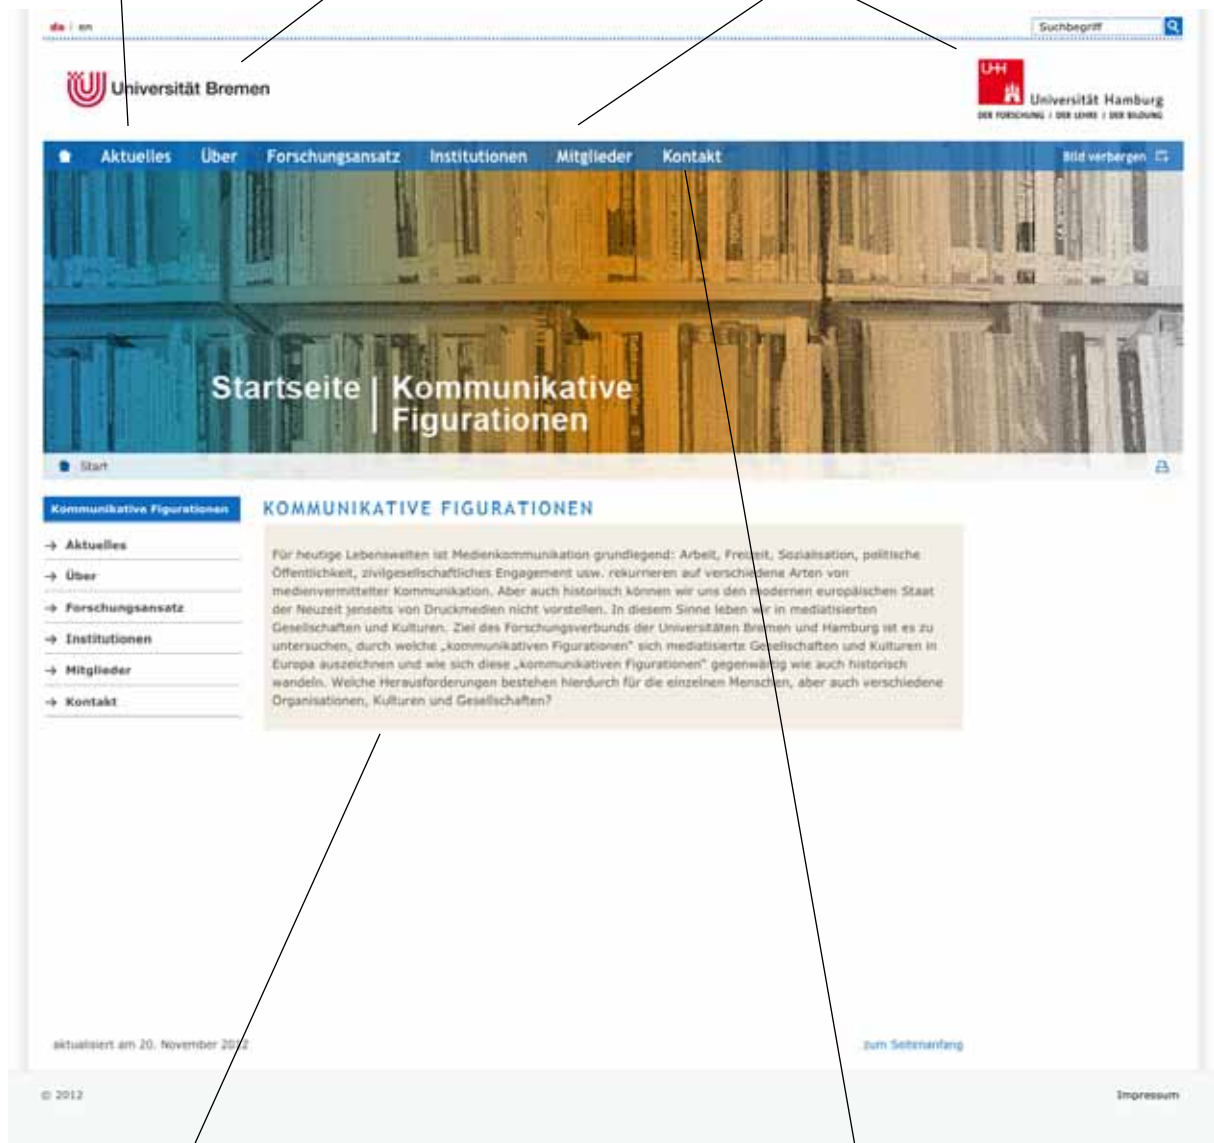 de | en
Suchbegriff
Universität Bremen
UHH
Universität Hamburg
DER FORSCHUNG | DER LEHRE | DER BILDUNG
Aktuelles Über Forschungsansatz Institutionen Mitglieder Kontakt Bild verbergen
Startseite | Kommunikative
Figurationen
Start
Kommunikative Figurationen
→ Aktuelles
→ Über
→ Forschungsansatz
→ Institutionen
→ Mitglieder
→ Kontakt
KOMMUNIKATIVE FIGURATIONEN
Für heutige Lebenswelten ist Medienkommunikation grundlegend: Arbeit, Freizeit, Sozialisation, politische
Öffentlichkeit, zivilgesellschaftliches Engagement usw. rekurrieren auf verschiedene Arten von
medienvermittelter Kommunikation. Aber auch historisch können wir uns den modernen europäischen Staat
der Neuzeit jenseits von Druckmedien nicht vorstellen. In diesem Sinne leben wir in mediatisierten
Gesellschaften und Kulturen. Ziel des Forschungsverbunds der Universitäten Bremen und Hamburg ist es zu
untersuchen, durch welche „kommunikativen Figurationen" sich mediatisierte Gesellschaften und Kulturen in
Europa auszeichnen und wie sich diese „kommunikativen Figurationen" gegenwärtig wie auch historisch
wandeln. Welche Herausforderungen bestehen hierdurch für die einzelnen Menschen, aber auch verschiedene
Organisationen, Kulturen und Gesellschaften?
aktualisiert am 20. November 2012
zum Seitenanfang
© 2012
Impressum